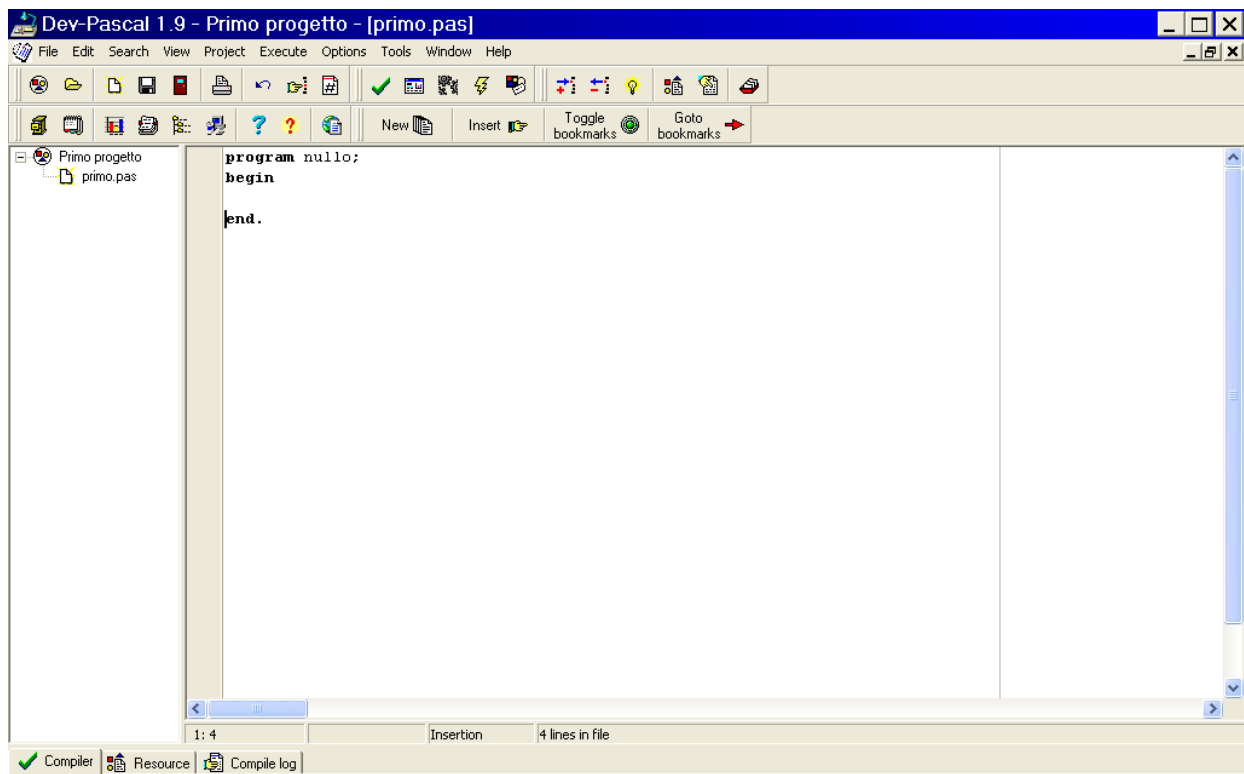 Dev-Pascal 1.9 - Primo progetto - [primo.pas]
File Edit Search View Project Execute Options Tools Window Help
New Insert Toggle bookmarks Goto bookmarks
Primo progetto
primo.pas
program nullo;
begin
end.
1: 4 Insertion 4 lines in file
Compiler Resource Compile log